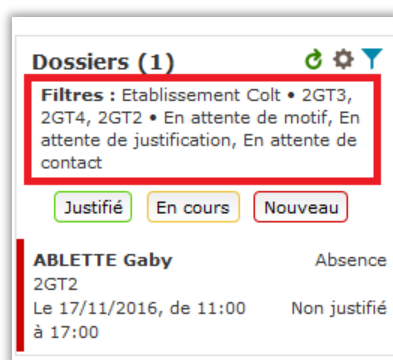 Dossiers (1)
Filtres : Etablissement Colt • 2GT3,
2GT4, 2GT2 • En attente de motif, En
attente de justification, En attente de
contact
Justifié En cours Nouveau
ABLETTE Gaby Absence
2GT2
Le 17/11/2016, de 11:00 Non justifié
à 17:00